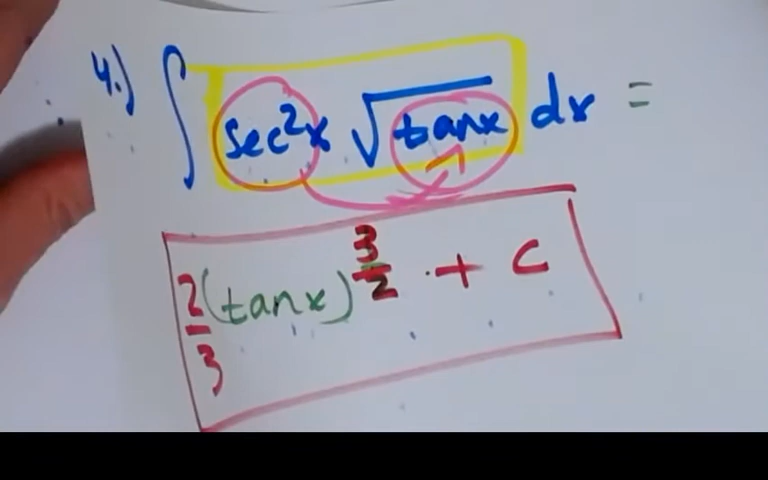 4.) ∫ sec²x √tanx dx =
2/3 (tanx)^3/2 + C